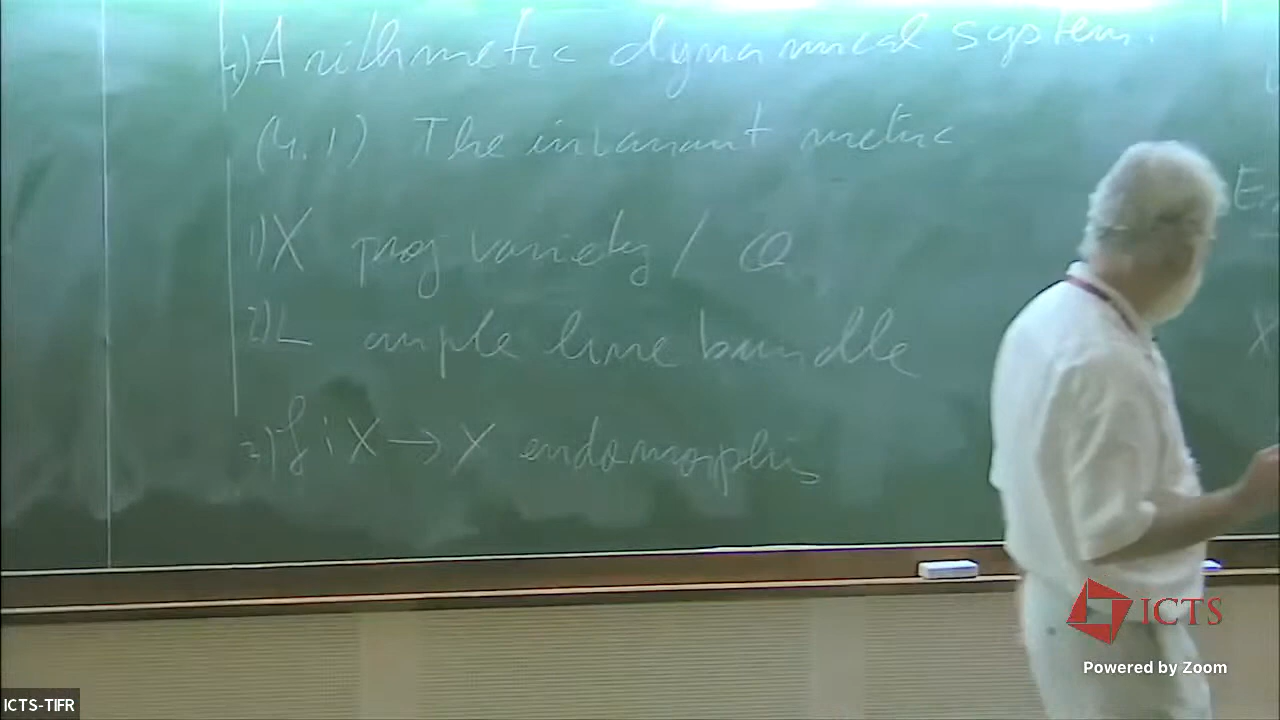 4) Arithmetic dynamical system.
(4.1) The invariant metric
1) X proj variety / Q
2) L ample line bundle
3) f : X → X endomorphis
E
X
ICTS
Powered by Zoom
ICTS-TIFR